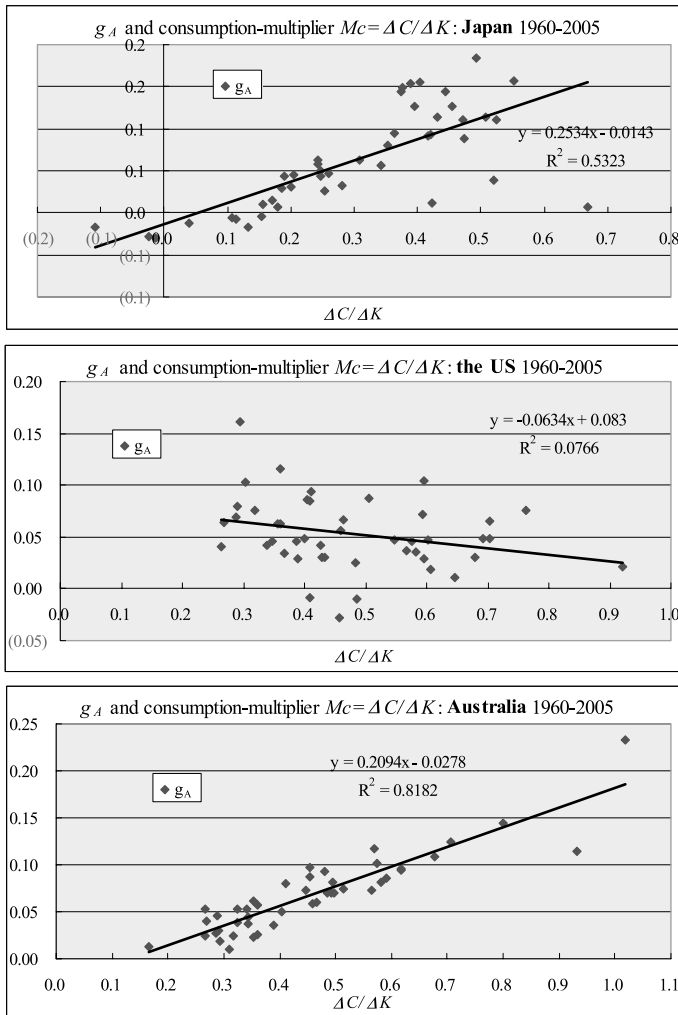 g A and consumption-multiplier Mc=ΔC/ΔK: Japan 1960-2005
0.2
0.2
0.1
0.1
0.0
(0.1)
(0.1)
g A
y = 0.2534x - 0.0143
R² = 0.5323
(0.2) (0.1) 0.0 0.1 0.2 0.3 0.4 0.5 0.6 0.7 0.8
ΔC/ΔK
g A and consumption-multiplier Mc=ΔC/ΔK: the US 1960-2005
0.20
0.15
0.10
0.05
0.00
(0.05)
g A
y = -0.0634x + 0.083
R² = 0.0766
0.0 0.1 0.2 0.3 0.4 0.5 0.6 0.7 0.8 0.9 1.0
ΔC/ΔK
g A and consumption-multiplier Mc=ΔC/ΔK: Australia 1960-2005
0.25
0.20
0.15
0.10
0.05
0.00
g A
y = 0.2094x - 0.0278
R² = 0.8182
0.0 0.1 0.2 0.3 0.4 0.5 0.6 0.7 0.8 0.9 1.0 1.1
ΔC/ΔK